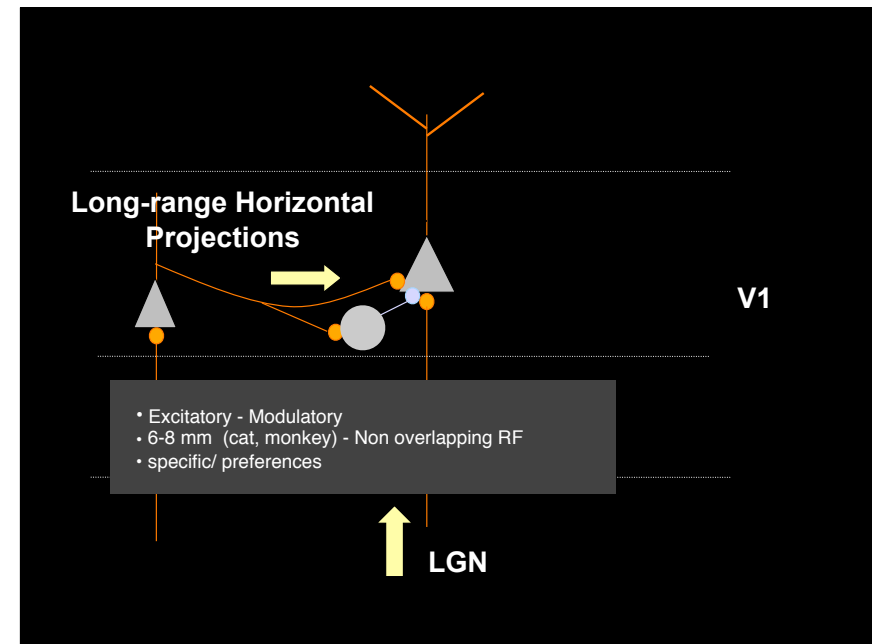 Long-range Horizontal
Projections
V1
• Excitatory - Modulatory
• 6-8 mm (cat, monkey) - Non overlapping RF
• specific/ preferences
LGN